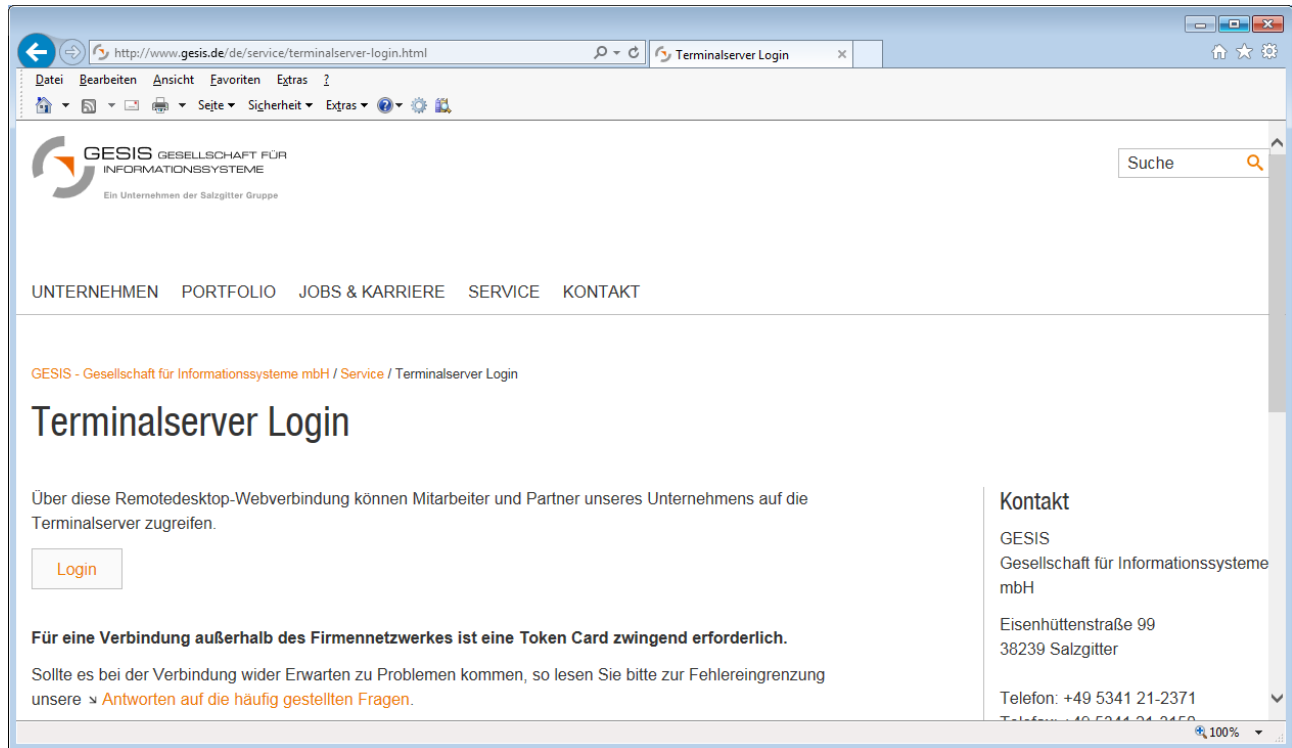 http://www.gesis.de/de/service/terminalserver-login.html
Terminalserver Login
Datei Bearbeiten Ansicht Favoriten Extras ?
Seite Sicherheit Extras
GESIS GESELLSCHAFT FÜR
INFORMATIONSSYSTEME
Ein Unternehmen der Salzgitter Gruppe
Suche
UNTERNEHMEN PORTFOLIO JOBS & KARRIERE SERVICE KONTAKT
GESIS - Gesellschaft für Informationssysteme mbH / Service / Terminalserver Login
Terminalserver Login
Über diese Remotedesktop-Webverbindung können Mitarbeiter und Partner unseres Unternehmens auf die
Terminalserver zugreifen.
Login
Für eine Verbindung außerhalb des Firmennetzwerkes ist eine Token Card zwingend erforderlich.
Sollte es bei der Verbindung wider Erwarten zu Problemen kommen, so lesen Sie bitte zur Fehlereingrenzung
unsere Antworten auf die häufig gestellten Fragen.
Kontakt
GESIS
Gesellschaft für Informationssysteme
mbH
Eisenhüttenstraße 99
38239 Salzgitter
Telefon: +49 5341 21-2371
100%